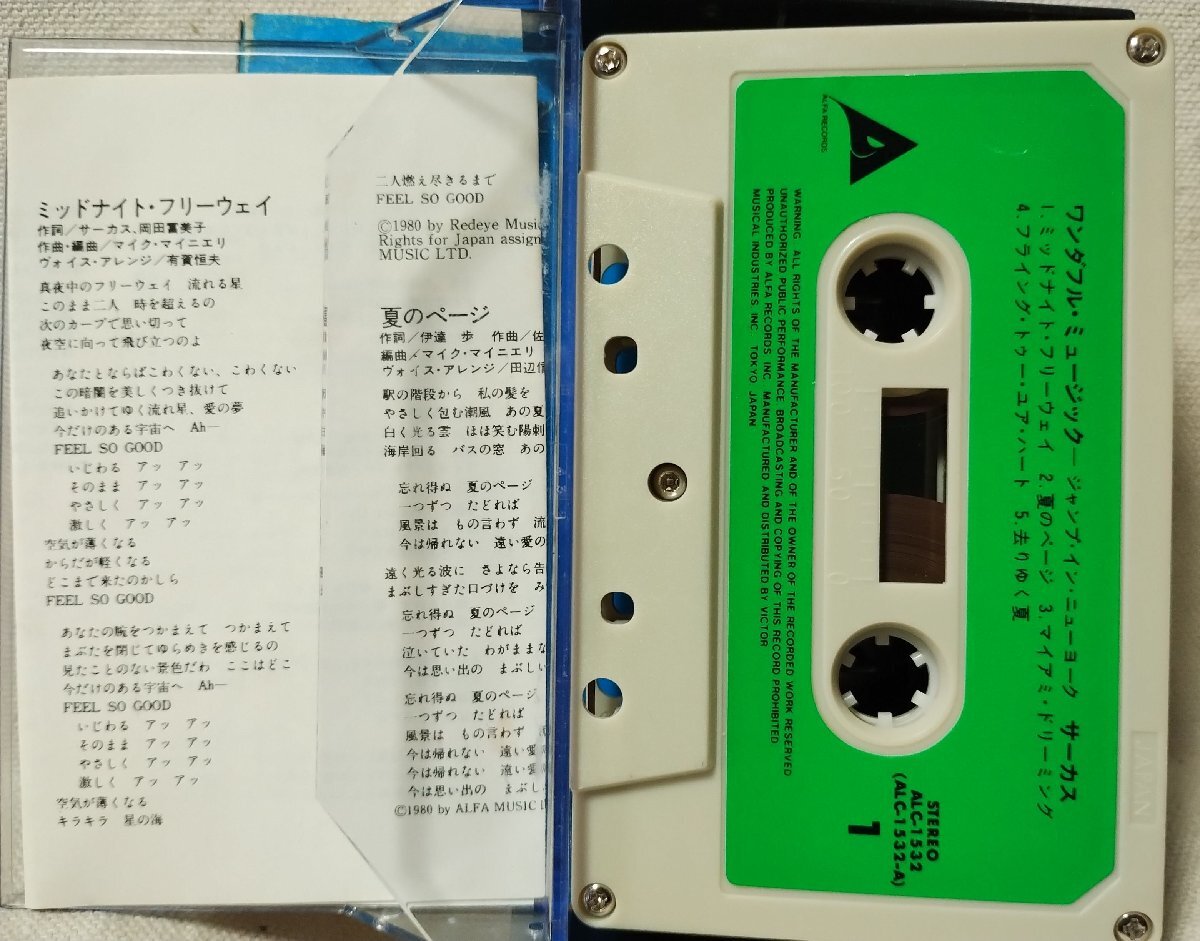 ミッドナイト・フリーウェイ
作詞／サーカス、岡田冨美子
作曲・編曲／マイク・マイニエリ
ヴォイス・アレンジ／有賀恒夫
真夜中のフリーウェイ　流れる星
このまま二人　時を超えるの
次のカーブで思い切って
夜空に向って飛び立つのよ
あなたとならばこわくない、こわくない
この暗闇を美しくつき抜けて
追いかけてゆく流れ星、愛の夢
今だけのある宇宙へ　Ah—
FEEL SO GOOD
いじわる　アッ　アッ
そのまま　アッ　アッ
やさしく　アッ　アッ
激しく　アッ　アッ
空気が薄くなる
からだが軽くなる
どこまで来たのかしら
FEEL SO GOOD
あなたの腕をつかまえて　つかまえて
まぶたを閉じてゆらめきを感じるの
見たことのない景色だわ　ここはどこ
今だけのある宇宙へ　Ah—
FEEL SO GOOD
いじわる　アッ　アッ
そのまま　アッ　アッ
やさしく　アッ　アッ
激しく　アッ　アッ
空気が薄くなる
キラキラ　星の海
二人燃え尽きるまで
FEEL SO GOOD
©1980 by Redeye Music
Rights for Japan assign
MUSIC LTD.
夏のページ
作詞／伊達　歩　作曲／佐
編曲／マイク・マイニエリ
ヴォイス・アレンジ／田辺信
駅の階段から　私の髪を
やさしく包む潮風　あの夏
白く光る雲　ほほ笑む陽刺
海岸回る　バスの窓　あの
忘れ得ぬ　夏のページ
一つずつ　たどれば
風景は　もの言わず　流
今は帰れない　遠い愛の
遠く光る波に　さよなら告
まぶしすぎた口づけを　み
忘れ得ぬ　夏のページ
一つずつ　たどれば
泣いていた　わがままな
今は思い出の　まぶしい
忘れ得ぬ　夏のページ
一つずつ　たどれば
風景は　もの言わず
今は帰れない　遠い愛
今は帰れない　遠い愛
今は思い出の　まぶし
©1980 by ALFA MUSIC
ALFA RECORDS
ワンダフル・ミュージック— ジャンプ・イン・ニューヨーク　サーカス
1. ミッドナイト・フリーウェイ　2. 夏のページ　3. マイアミ・ドリーミング
4. フライング・トゥー・ユア・ハート　5. 去りゆく夏
WARNING: ALL RIGHTS OF THE MANUFACTURER AND OF THE OWNER OF THE RECORDED WORK RESERVED
UNAUTHORIZED PUBLIC PERFORMANCE BROADCASTING AND COPYING OF THIS RECORD PROHIBITED
PRODUCED BY ALFA RECORDS INC. MANUFACTURED AND DISTRIBUTED BY VICTOR
MUSICAL INDUSTRIES, INC. TOKYO, JAPAN
STEREO
ALC-1532
(ALC-1532-A)
1